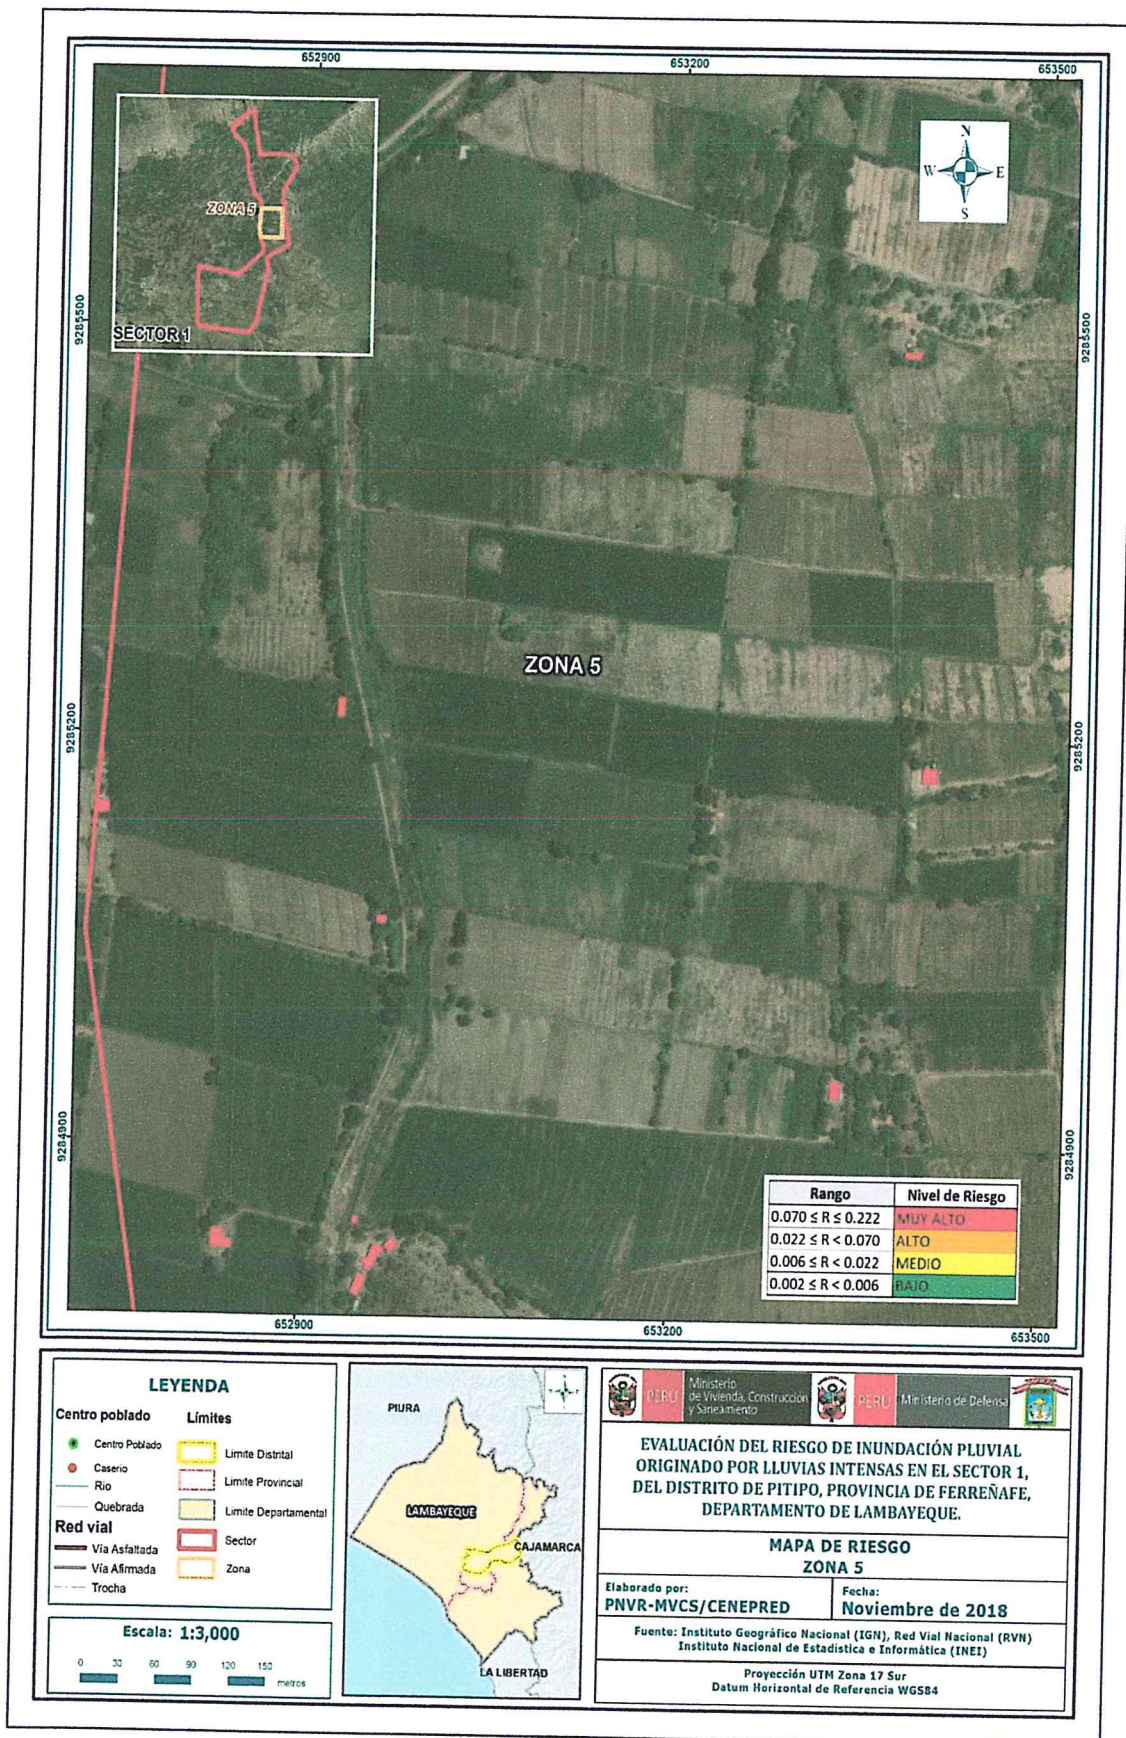 652900
653200
653500
N
W
E
S
ZONA 5
SECTOR 1
9285500
9285500
ZONA 5
9285200
9285200
9284900
9284900
Rango Nivel de Riesgo
0.070 ≤ R ≤ 0.222 MUY ALTO
0.022 ≤ R < 0.070 ALTO
0.006 ≤ R < 0.022 MEDIO
0.002 ≤ R < 0.006 BAJO
652900
653200
653500
LEYENDA
Centro poblado
Centro Poblado
Caserio
Rio
Quebrada
Red vial
Vía Asfaltada
Vía Afirmada
Trocha
Límites
Limite Distrital
Limite Provincial
Limite Departamental
Sector
Zona
Escala: 1:3,000
0 30 60 90 120 150
metros
PIURA
LAMBAYEQUE
CAJAMARCA
LA LIBERTAD
PERÚ
Ministerio
de Vivienda, Construcción
y Saneamiento
PERÚ
Ministerio de Defensa
EVALUACIÓN DEL RIESGO DE INUNDACIÓN PLUVIAL
ORIGINADO POR LLUVIAS INTENSAS EN EL SECTOR 1,
DEL DISTRITO DE PITIPO, PROVINCIA DE FERREÑAFE,
DEPARTAMENTO DE LAMBAYEQUE.
MAPA DE RIESGO
ZONA 5
Elaborado por:
PNVR-MVCS/CENEPRED
Fecha:
Noviembre de 2018
Fuente: Instituto Geográfico Nacional (IGN), Red Vial Nacional (RVN)
Instituto Nacional de Estadística e Informática (INEI)
Proyección UTM Zona 17 Sur
Datum Horizontal de Referencia WGS84